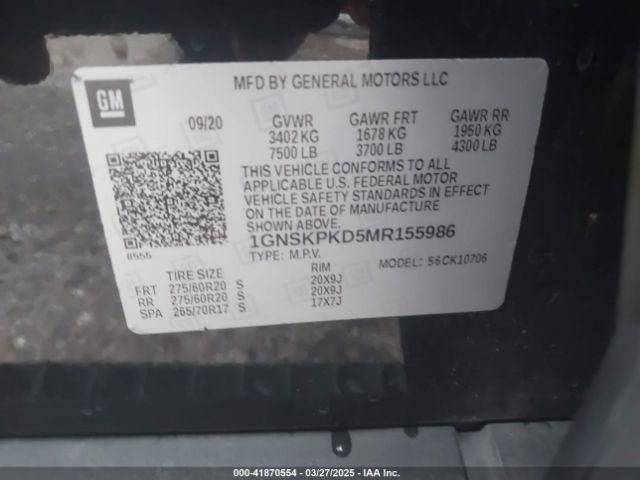 GM
MFD BY GENERAL MOTORS LLC
09/20 GVWR GAWR FRT GAWR RR
3402 KG 1678 KG 1950 KG
7500 LB 3700 LB 4300 LB
THIS VEHICLE CONFORMS TO ALL
APPLICABLE U.S. FEDERAL MOTOR
VEHICLE SAFETY STANDARDS IN EFFECT
ON THE DATE OF MANUFACTURE
SHOWN ABOVE.
1GNSKPKD5MR155986
8555 TYPE: M.P.V. MODEL: 56CK10706
TIRE SIZE RIM
FRT 275/60R20 S 20X9J
RR 275/60R20 S 20X9J
SPA 265/70R17 S 17X7J
000-41870554 — 03/27/2025 — IAA Inc.